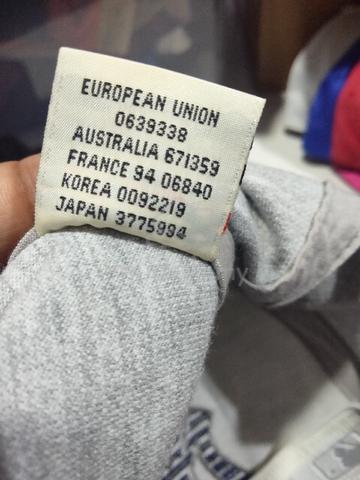 EUROPEAN UNION
0639338
AUSTRALIA 671359
FRANCE 94 06840
KOREA 0092219
JAPAN 3775994